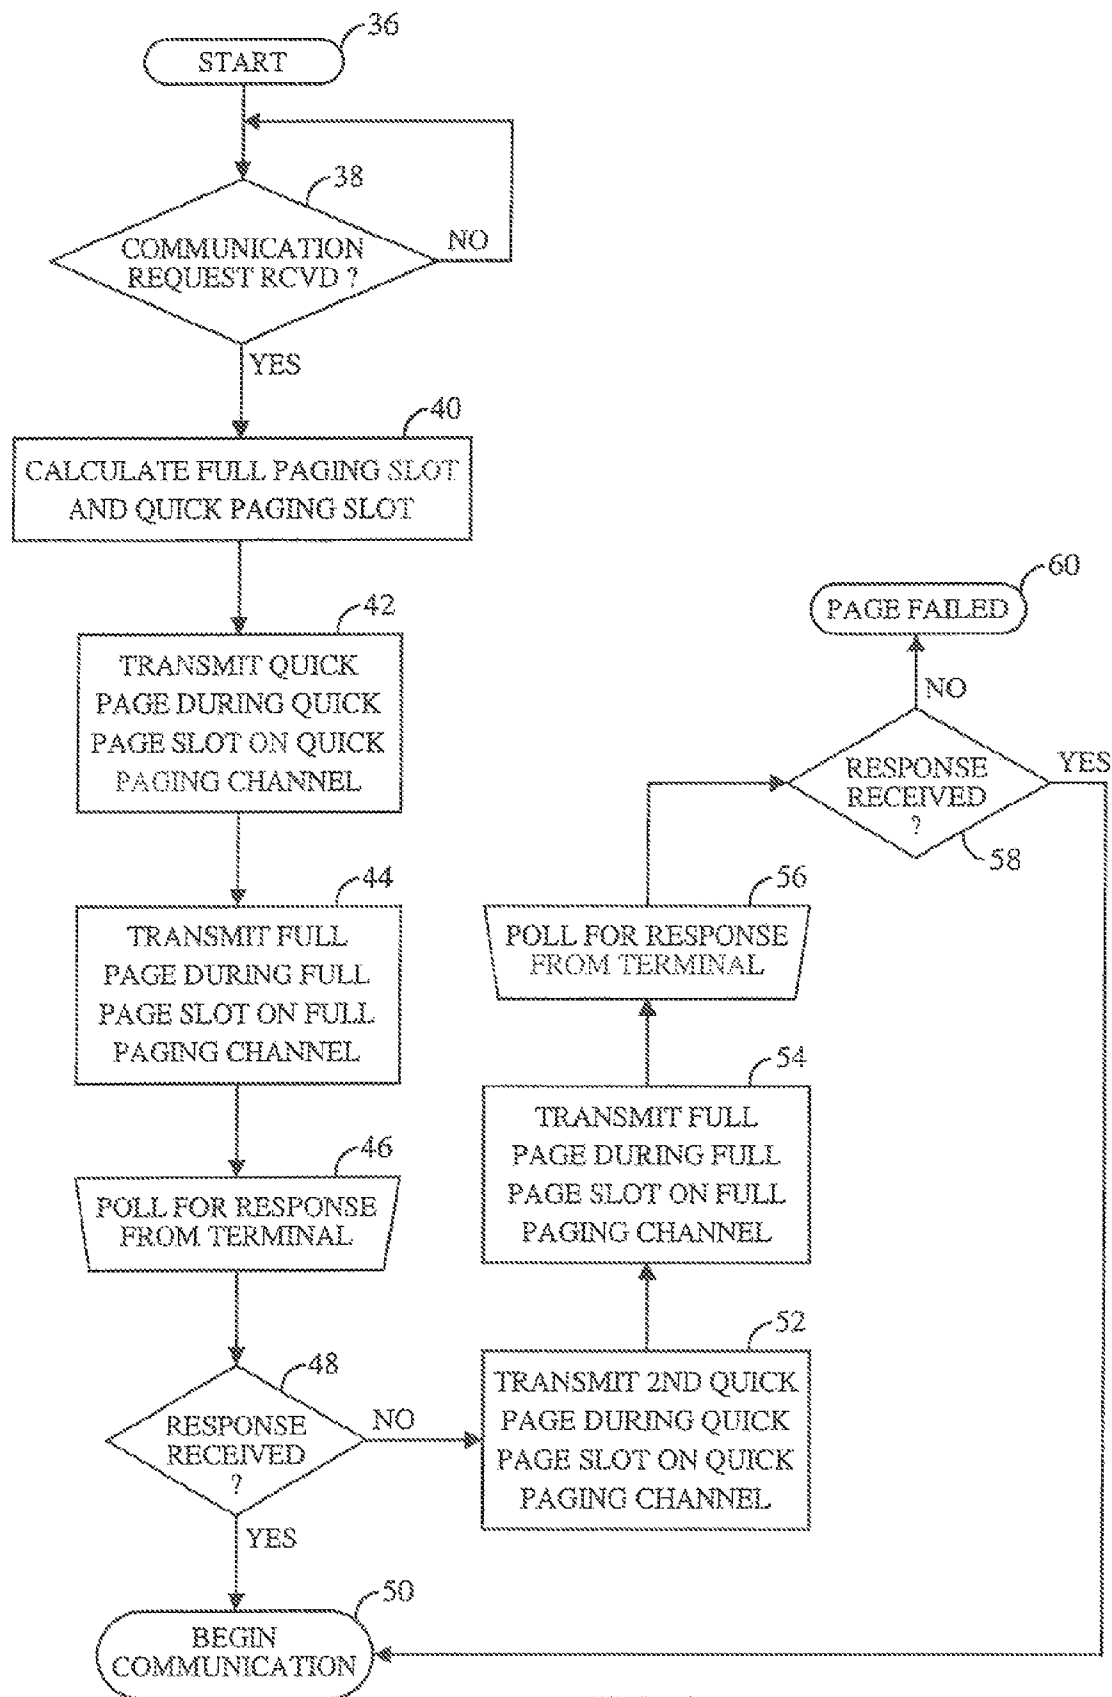 36
START
38
COMMUNICATION
REQUEST RCVD ?
NO
YES
40
CALCULATE FULL PAGING SLOT
AND QUICK PAGING SLOT
42
TRANSMIT QUICK
PAGE DURING QUICK
PAGE SLOT ON QUICK
PAGING CHANNEL
44
TRANSMIT FULL
PAGE DURING FULL
PAGE SLOT ON FULL
PAGING CHANNEL
46
POLL FOR RESPONSE
FROM TERMINAL
48
RESPONSE
RECEIVED
?
NO
YES
50
BEGIN
COMMUNICATION
52
TRANSMIT 2ND QUICK
PAGE DURING QUICK
PAGE SLOT ON QUICK
PAGING CHANNEL
54
TRANSMIT FULL
PAGE DURING FULL
PAGE SLOT ON FULL
PAGING CHANNEL
56
POLL FOR RESPONSE
FROM TERMINAL
58
RESPONSE
RECEIVED
?
YES
NO
60
PAGE FAILED